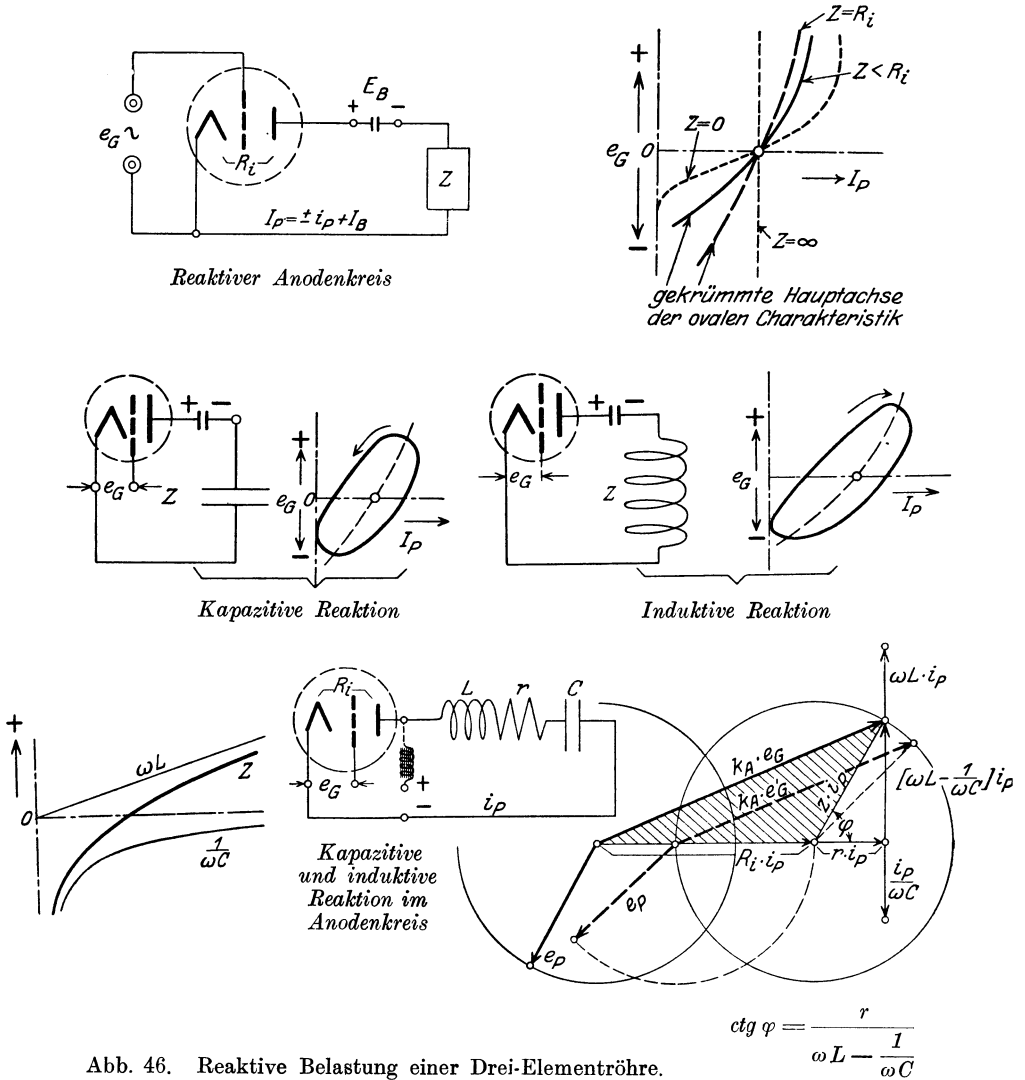 e_G ~
R_i
E_B
+ −
Z
I_P = ± i_P + I_B
Reaktiver Anodenkreis
+
e_G 0
−
Z=R_i
Z<R_i
Z=0
I_P
Z=∞
gekrümmte Hauptachse
der ovalen Charakteristik
+ −
e_G
Z
+
e_G 0
−
I_P
Kapazitive Reaktion
+ −
e_G
Z
+
e_G
−
I_P
Induktive Reaktion
+
0
ωL
Z
1/ωC
R_i
L r C
e_G
+
−
i_P
Kapazitive
und induktive
Reaktion im
Anodenkreis
ωL·i_P
k_A·e_G
k_A·e'_G
z·i_P
[ωL-1/ωC]i_P
φ
R_i·i_P
r·i_P
i_P/ωC
e_P
e_P
ctg φ = r / (ωL − 1/ωC)
Abb. 46. Reaktive Belastung einer Drei-Elementröhre.